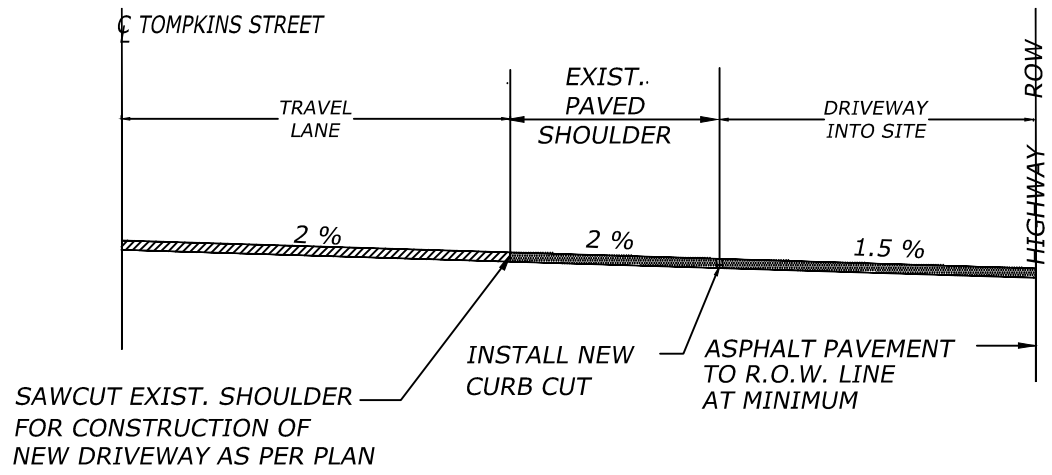 ℄ TOMPKINS STREET
TRAVEL
LANE
EXIST.
PAVED
SHOULDER
DRIVEWAY
INTO SITE
HIGHWAY ROW
2 %
2 %
1.5 %
SAWCUT EXIST. SHOULDER
FOR CONSTRUCTION OF
NEW DRIVEWAY AS PER PLAN
INSTALL NEW
CURB CUT
ASPHALT PAVEMENT
TO R.O.W. LINE
AT MINIMUM